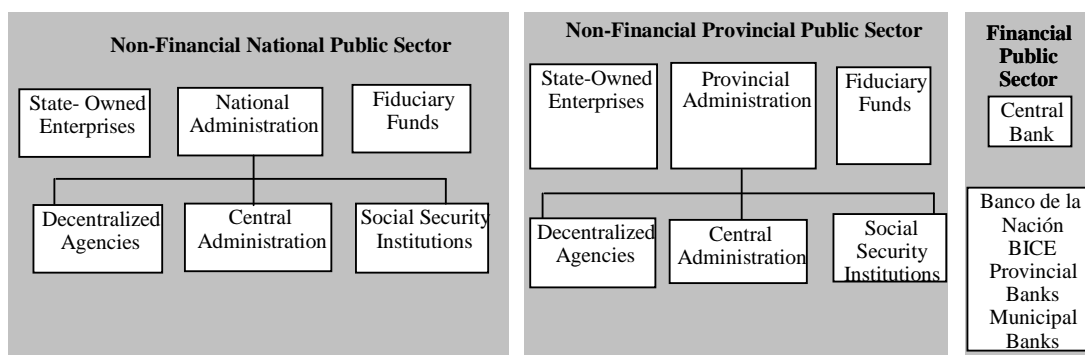 Non-Financial National Public Sector
State- Owned
Enterprises
National
Administration
Fiduciary
Funds
Decentralized
Agencies
Central
Administration
Social Security
Institutions
Non-Financial Provincial Public Sector
State-Owned
Enterprises
Provincial
Administration
Fiduciary
Funds
Decentralized
Agencies
Central
Administration
Social
Security
Institutions
Financial
Public
Sector
Central
Bank
Banco de la
Nación
BICE
Provincial
Banks
Municipal
Banks